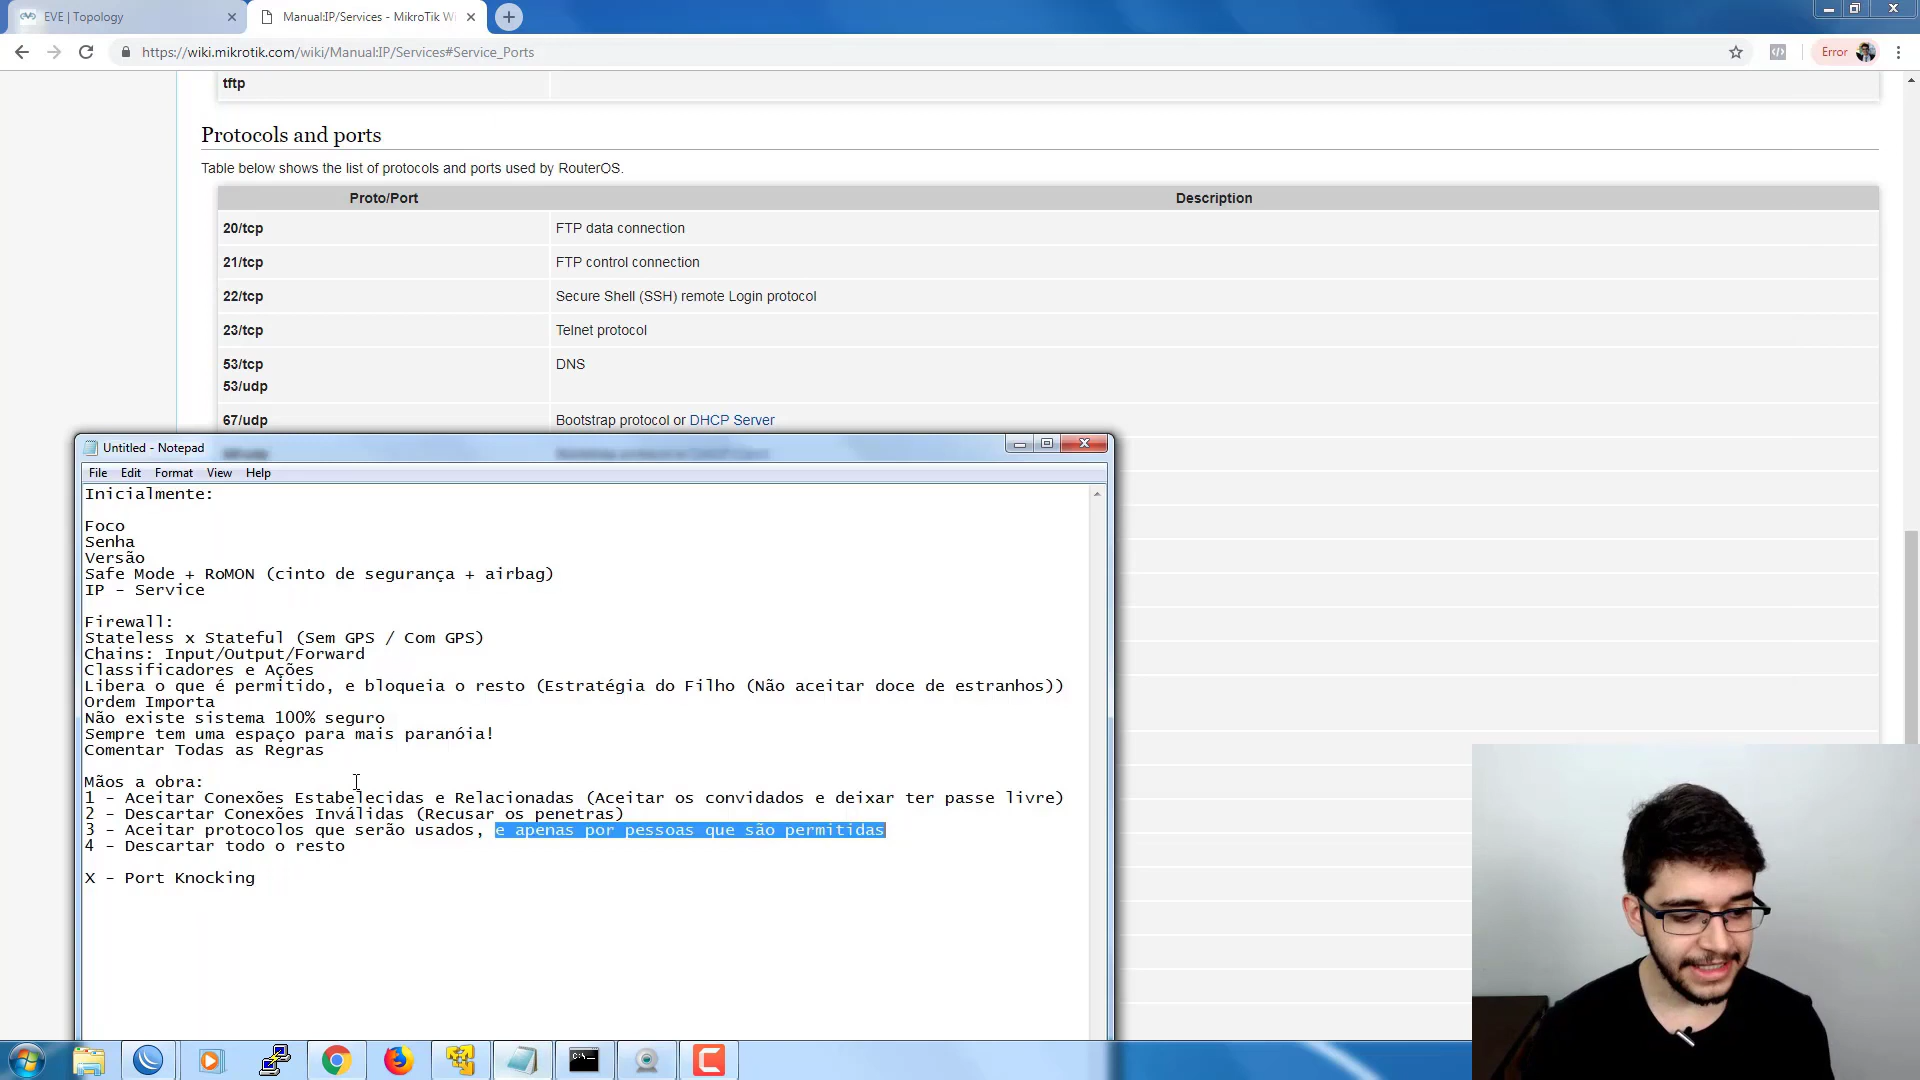 EVE | Topology
Manual:IP/Services - MikroTik Wi
https://wiki.mikrotik.com/wiki/Manual:IP/Services#Service_Ports
Error
tftp
Protocols and ports
Table below shows the list of protocols and ports used by RouterOS.
Proto/Port Description
20/tcp FTP data connection
21/tcp FTP control connection
22/tcp Secure Shell (SSH) remote Login protocol
23/tcp Telnet protocol
53/tcp DNS
53/udp
67/udp Bootstrap protocol or DHCP Server
Untitled - Notepad
File Edit Format View Help
Inicialmente:
Foco
Senha
Versão
Safe Mode + RoMON (cinto de segurança + airbag)
IP - Service
Firewall:
Stateless x Stateful (Sem GPS / Com GPS)
Chains: Input/Output/Forward
Classificadores e Ações
Libera o que é permitido, e bloqueia o resto (Estratégia do Filho (Não aceitar doce de estranhos))
Ordem Importa
Não existe sistema 100% seguro
Sempre tem uma espaço para mais paranóia!
Comentar Todas as Regras
Mãos a obra:
1 - Aceitar Conexões Estabelecidas e Relacionadas (Aceitar os convidados e deixar ter passe livre)
2 - Descartar Conexões Inválidas (Recusar os penetras)
3 - Aceitar protocolos que serão usados, e apenas por pessoas que são permitidas
4 - Descartar todo o resto
X - Port Knocking